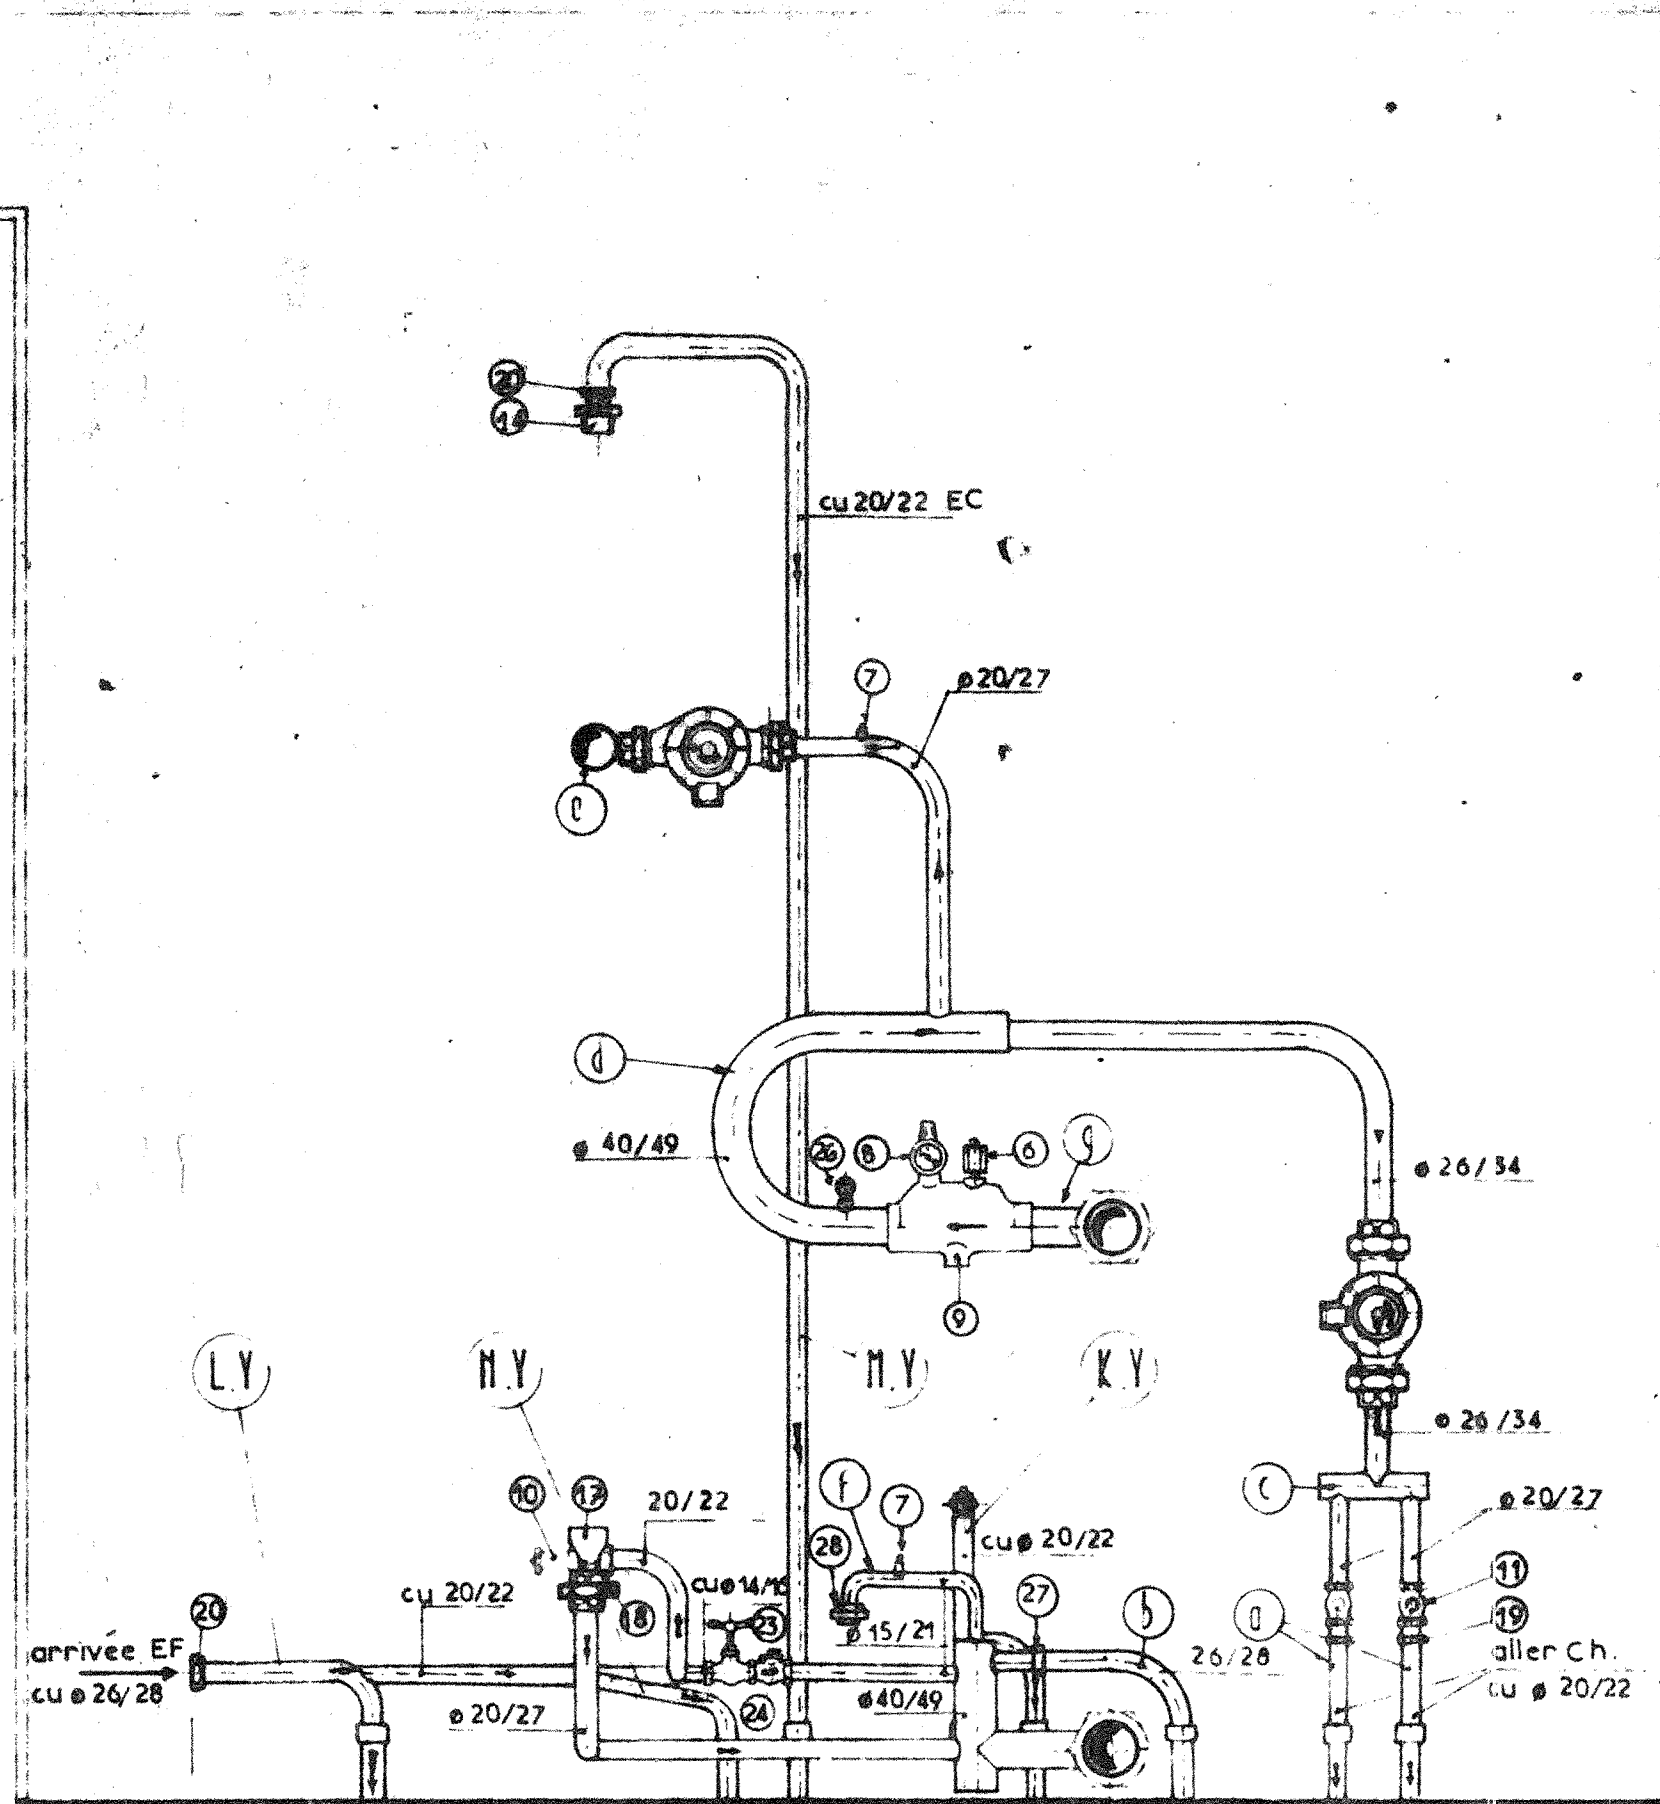 20
14
cu 20/22 EC
7
ø 20/27
e
d
ø 40/49
26
8
6
g
ø 26/34
9
L.Y
N.Y
M.Y
K.Y
ø 26/34
f
c
10
17
20/22
7
ø 20/27
28
cu ø 20/22
cu ø 14/16
11
cu 20/22
27
b
a
20
18
23
19
ø 15/21
arrivée EF
26/28
aller Ch.
cu ø 26/28
cu ø 20/22
ø 20/27
24
ø 40/49